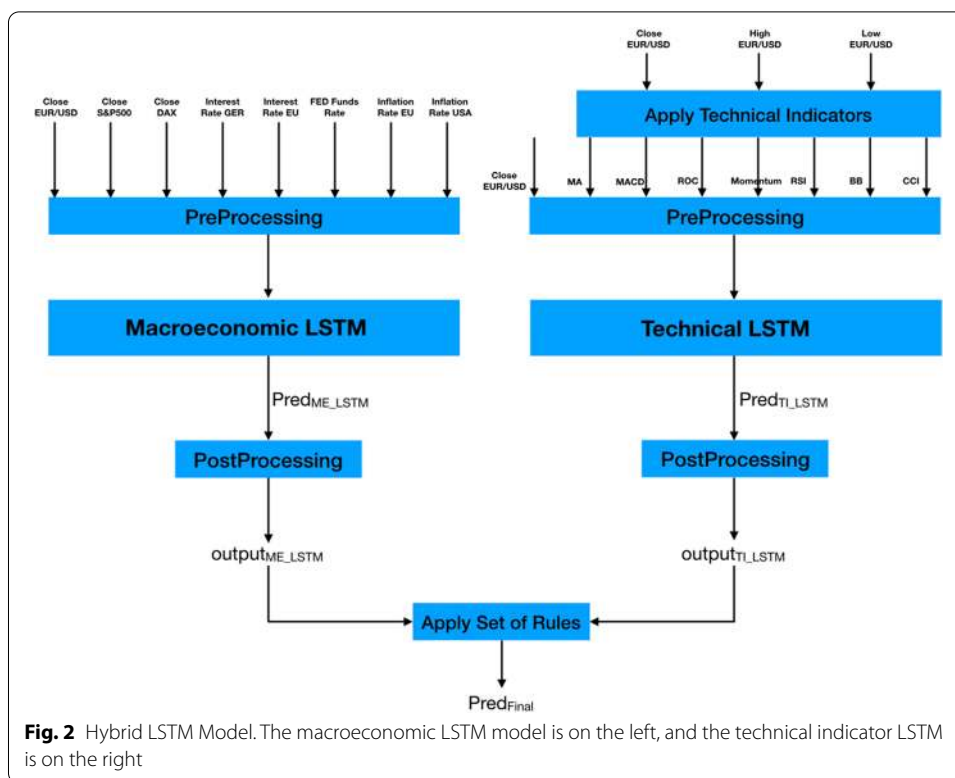 Close
EUR/USD
High
EUR/USD
Low
EUR/USD
Apply Technical Indicators
Close
EUR/USD
Close
S&P500
Close
DAX
Interest
Rate GER
Interest
Rate EU
FED Funds
Rate
Inflation
Rate EU
Inflation
Rate USA
Close
EUR/USD
MA
MACD
ROC
Momentum
RSI
BB
CCI
PreProcessing
PreProcessing
Macroeconomic LSTM
Technical LSTM
PredME_LSTM
PredTI_LSTM
PostProcessing
PostProcessing
outputME_LSTM
outputTI_LSTM
Apply Set of Rules
PredFinal
Fig. 2 Hybrid LSTM Model. The macroeconomic LSTM model is on the left, and the technical indicator LSTM
is on the right